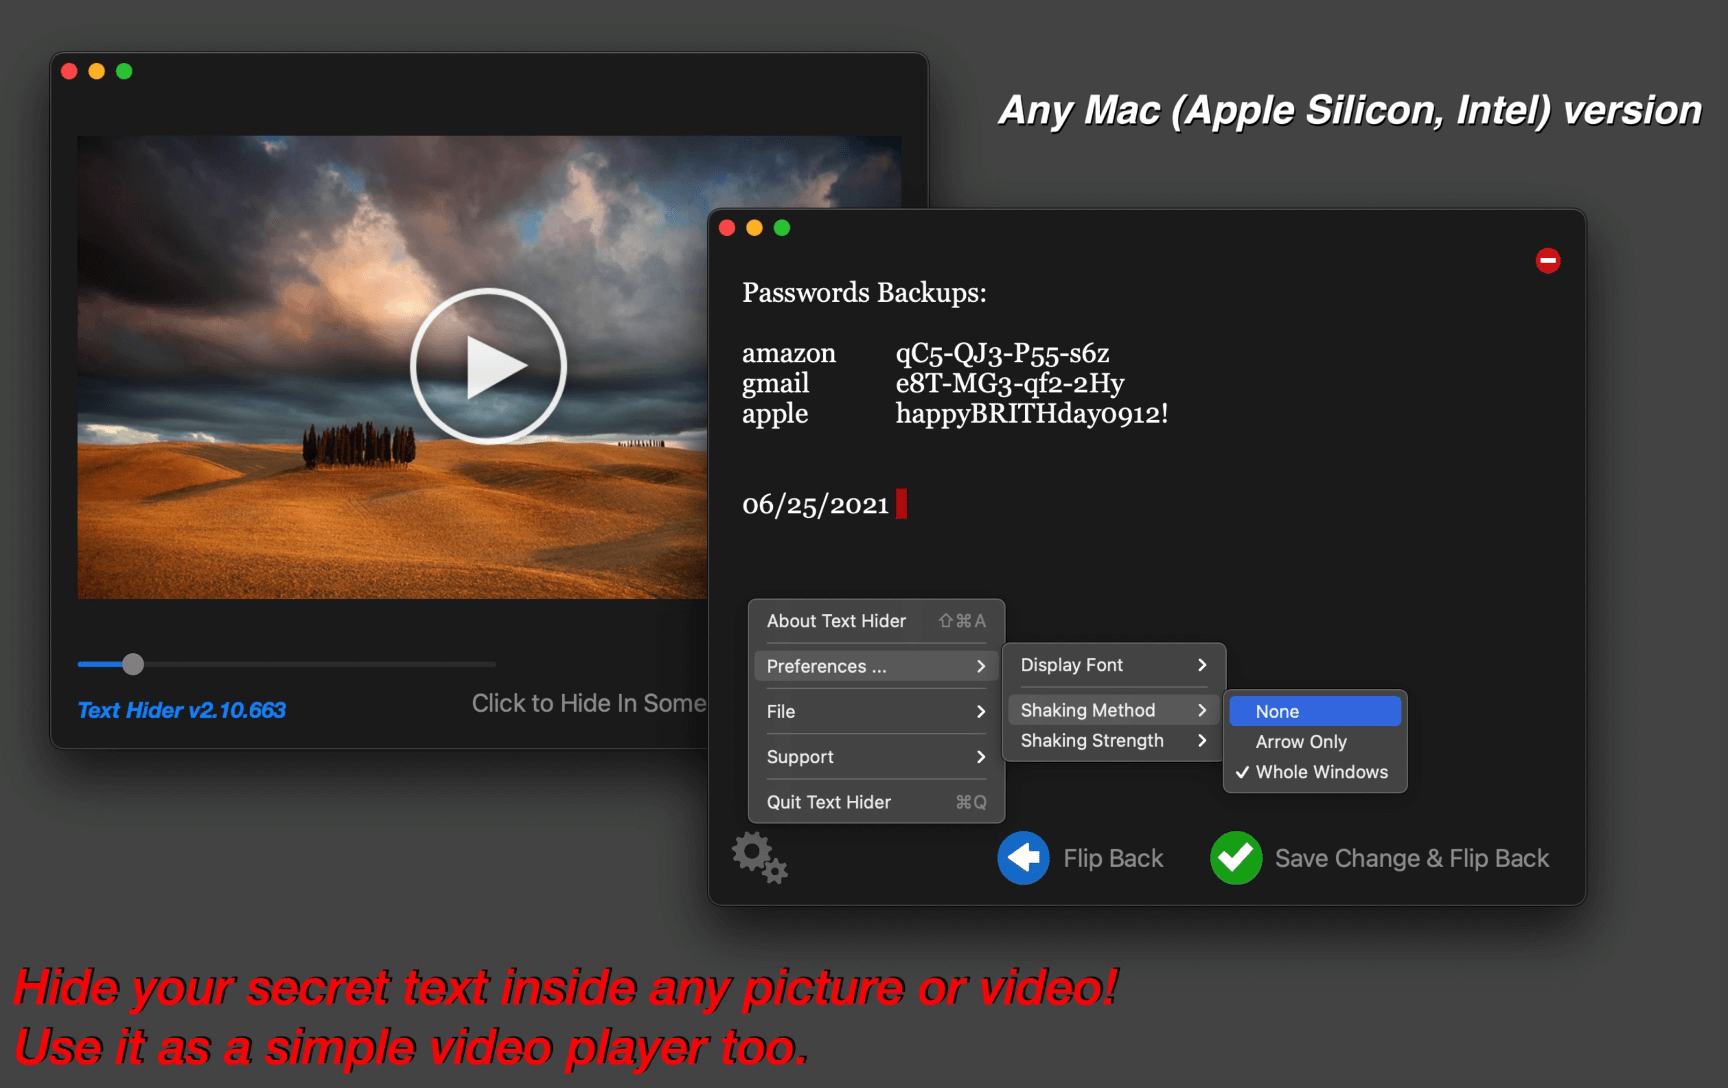 Any Mac (Apple Silicon, Intel) version
Passwords Backups:
amazon qC5-QJ3-P55-s6z
gmail e8T-MG3-qf2-2Hy
apple happyBRITHday0912!
06/25/2021
About Text Hider ⇧⌘A
Preferences ...
File
Support
Quit Text Hider ⌘Q
Display Font
Shaking Method
Shaking Strength
None
Arrow Only
✓ Whole Windows
Text Hider v2.10.663
Click to Hide In Some
Flip Back
Save Change & Flip Back
Hide your secret text inside any picture or video!
Use it as a simple video player too.